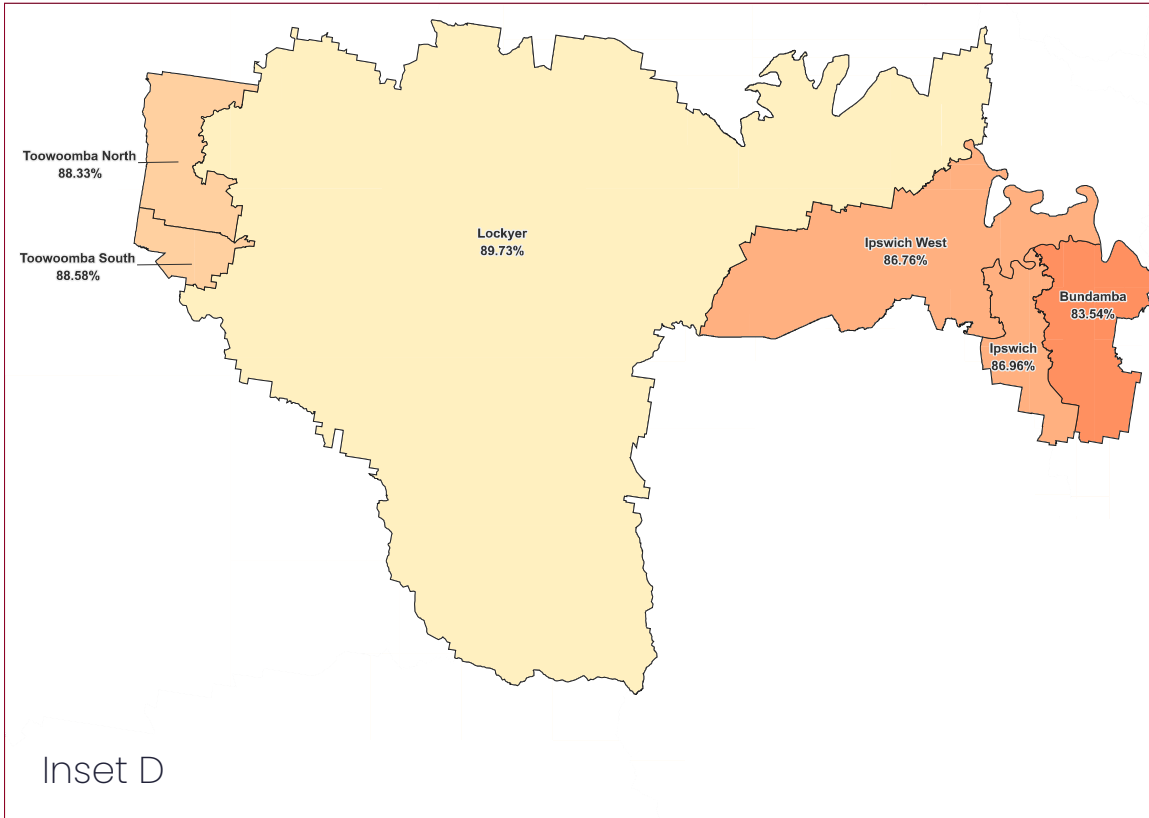 Toowoomba North
88.33%
Toowoomba South
88.58%
Lockyer
89.73%
Ipswich West
86.76%
Bundamba
83.54%
Ipswich
86.96%
Inset D